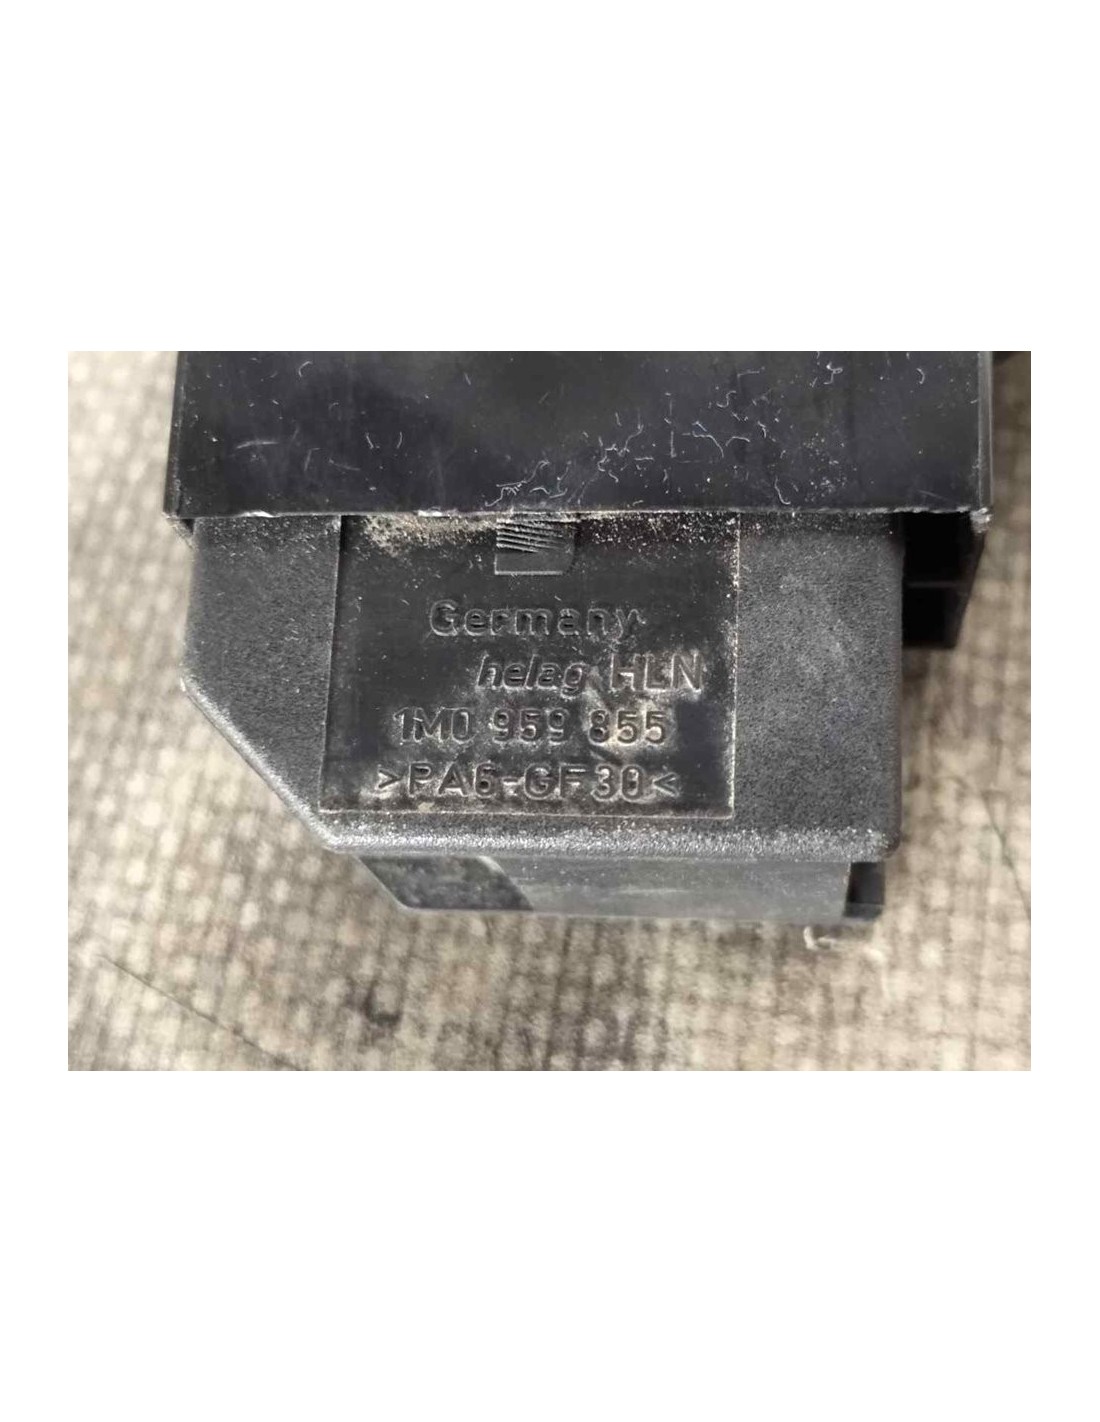 Germany
helag HLN
1M0 959 855
>PA6-GF30<